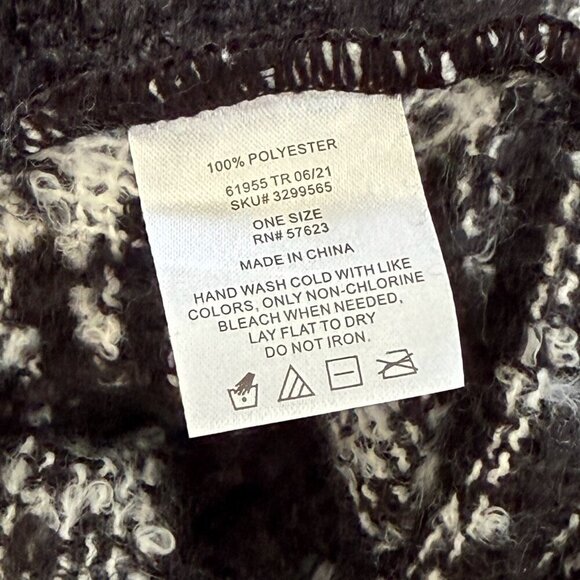 100% POLYESTER
61955 TR 06/21
SKU# 3299565
ONE SIZE
RN# 57623
MADE IN CHINA
HAND WASH COLD WITH LIKE
COLORS, ONLY NON-CHLORINE
BLEACH WHEN NEEDED,
LAY FLAT TO DRY
DO NOT IRON.